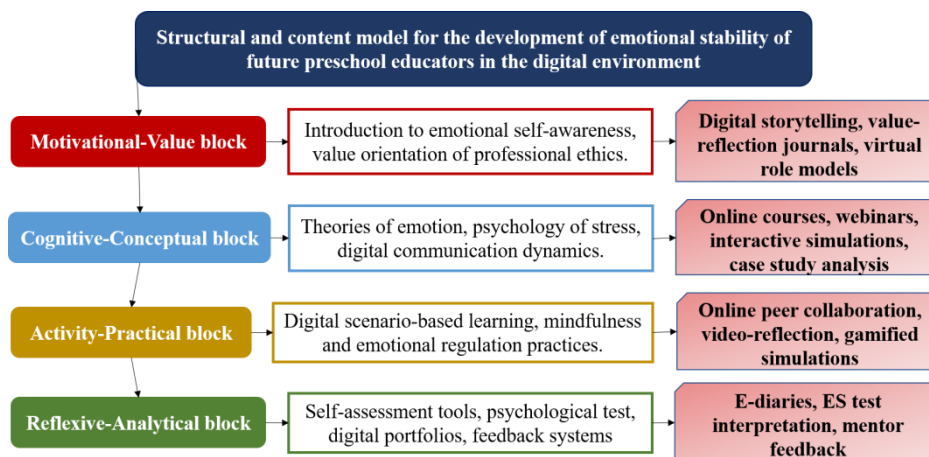 Structural and content model for the development of emotional stability of
future preschool educators in the digital environment
Motivational-Value block
Introduction to emotional self-awareness,
value orientation of professional ethics.
Digital storytelling, value-
reflection journals, virtual
role models
Cognitive-Conceptual block
Theories of emotion, psychology of stress,
digital communication dynamics.
Online courses, webinars,
interactive simulations,
case study analysis
Activity-Practical block
Digital scenario-based learning, mindfulness
and emotional regulation practices.
Online peer collaboration,
video-reflection, gamified
simulations
Reflexive-Analytical block
Self-assessment tools, psychological test,
digital portfolios, feedback systems
E-diaries, ES test
interpretation, mentor
feedback